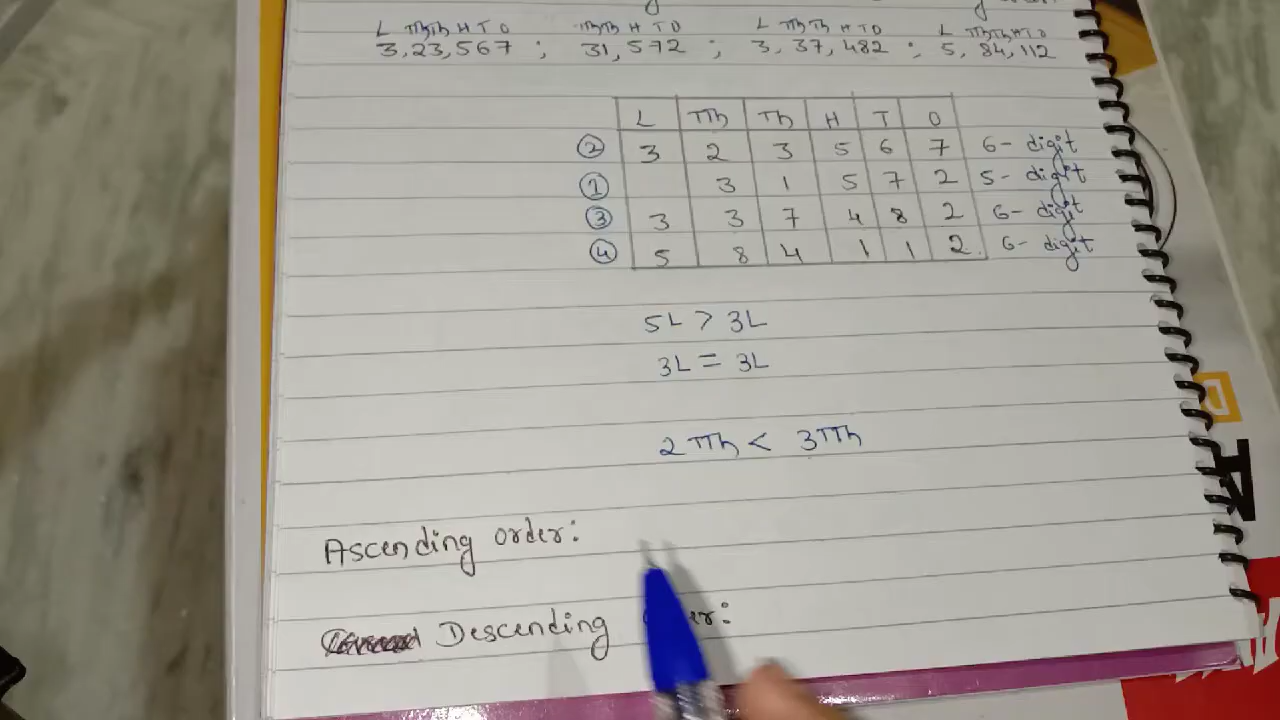 L TTh Th H T O TTh Th H T O L TTh Th H T O L TTh Th H T O
3,23,567 ; 31,572 ; 3,37,482 ; 5,84,112
L TTh Th H T O
② 3 2 3 5 6 7 6-digit
① 3 1 5 7 2 5-digit
③ 3 3 7 4 8 2 6-digit
④ 5 8 4 1 1 2 6-digit
5L > 3L
3L = 3L
2TTh < 3TTh
Ascending order:
Descending